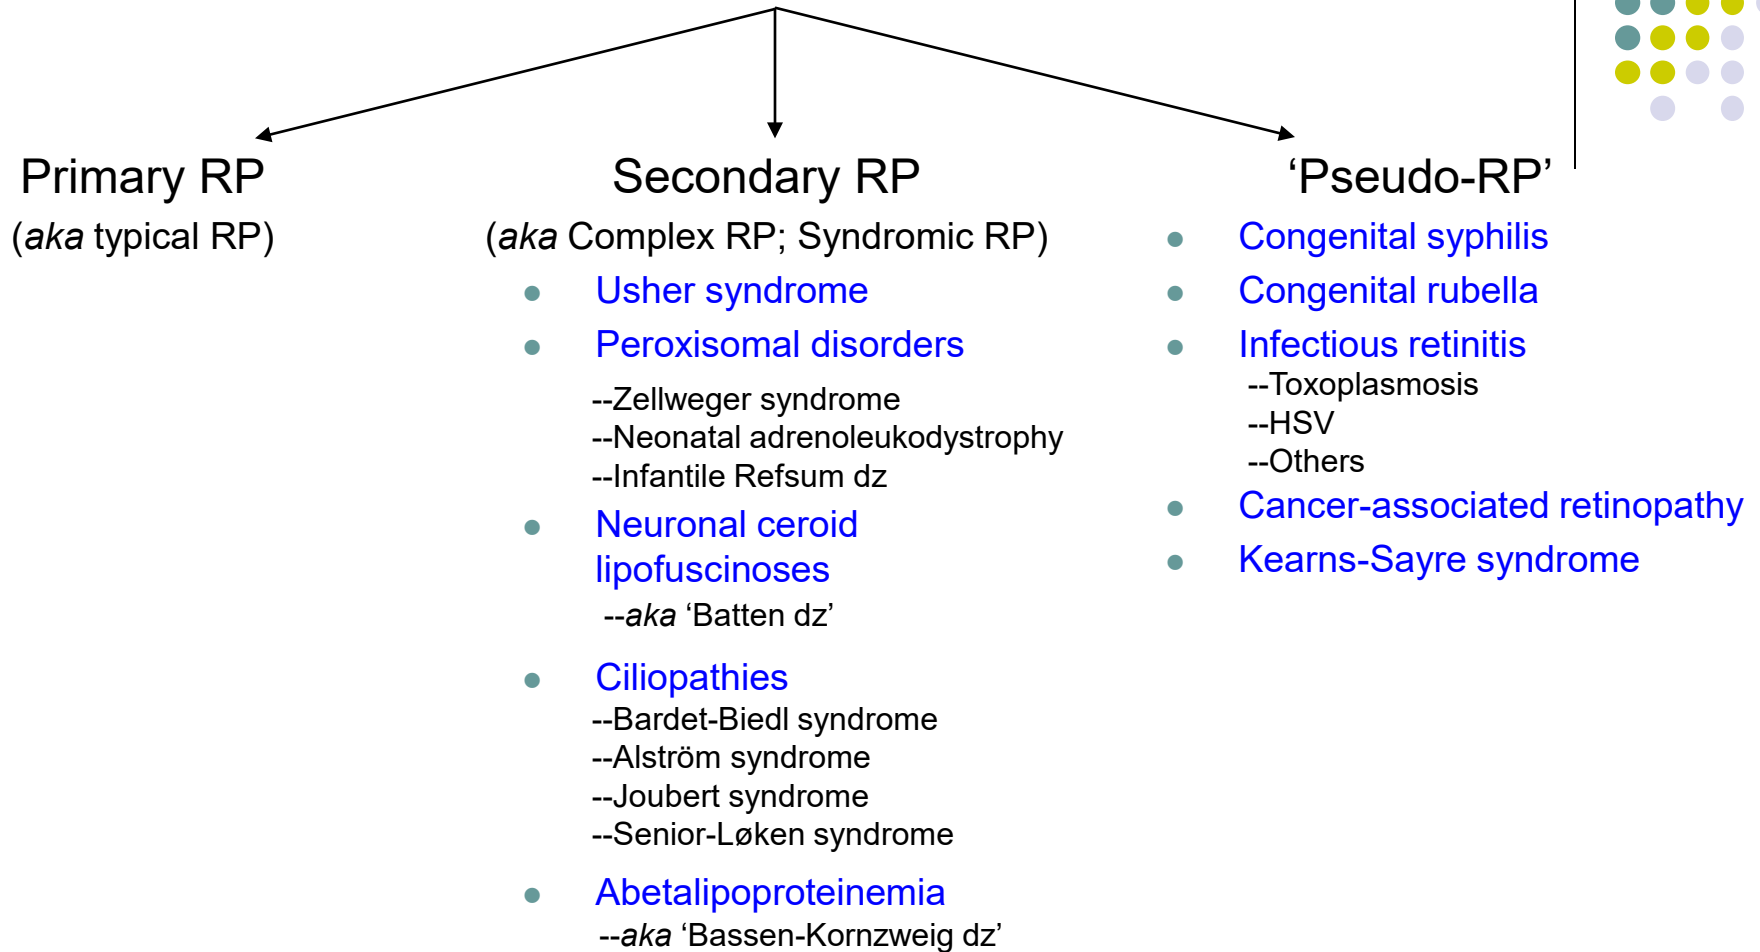 Primary RP
(aka typical RP)
Secondary RP
(aka Complex RP; Syndromic RP)
● Usher syndrome
● Peroxisomal disorders
--Zellweger syndrome
--Neonatal adrenoleukodystrophy
--Infantile Refsum dz
● Neuronal ceroid
lipofuscinoses
--aka ‘Batten dz’
● Ciliopathies
--Bardet-Biedl syndrome
--Alström syndrome
--Joubert syndrome
--Senior-Løken syndrome
● Abetalipoproteinemia
--aka ‘Bassen-Kornzweig dz’
‘Pseudo-RP’
● Congenital syphilis
● Congenital rubella
● Infectious retinitis
--Toxoplasmosis
--HSV
--Others
● Cancer-associated retinopathy
● Kearns-Sayre syndrome